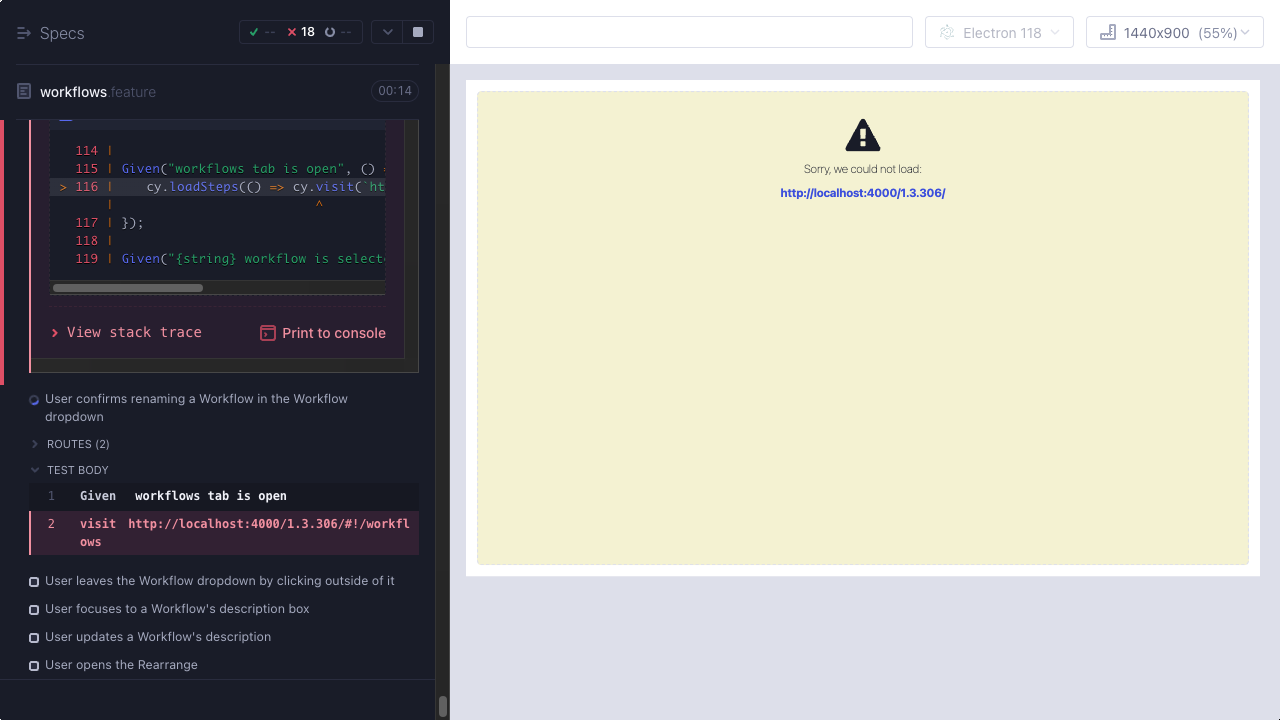 Specs
-- 18 --
workflows.feature
00:14
114 |
115 | Given("workflows tab is open", () =
> 116 | cy.loadSteps(() => cy.visit(`ht
| ^
117 | });
118 |
119 | Given("{string} workflow is selecte
View stack trace
Print to console
User confirms renaming a Workflow in the Workflow
dropdown
ROUTES (2)
TEST BODY
1 Given workflows tab is open
2 visit http://localhost:4000/1.3.306/#!/workfl
ows
User leaves the Workflow dropdown by clicking outside of it
User focuses to a Workflow's description box
User updates a Workflow's description
User opens the Rearrange
Electron 118
1440x900 (55%)
Sorry, we could not load:
http://localhost:4000/1.3.306/